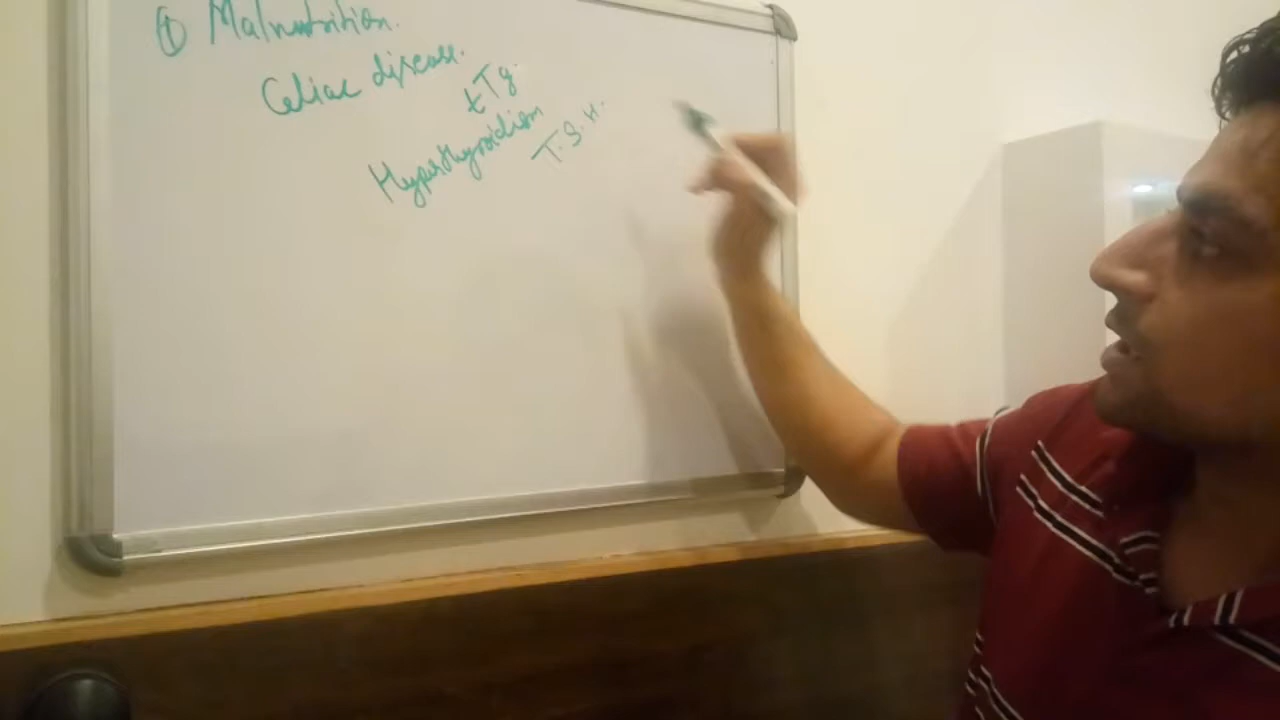 ① Malnutrition.
Celiac disease.
tTg.
Hyperthyroidism
T.S.H.